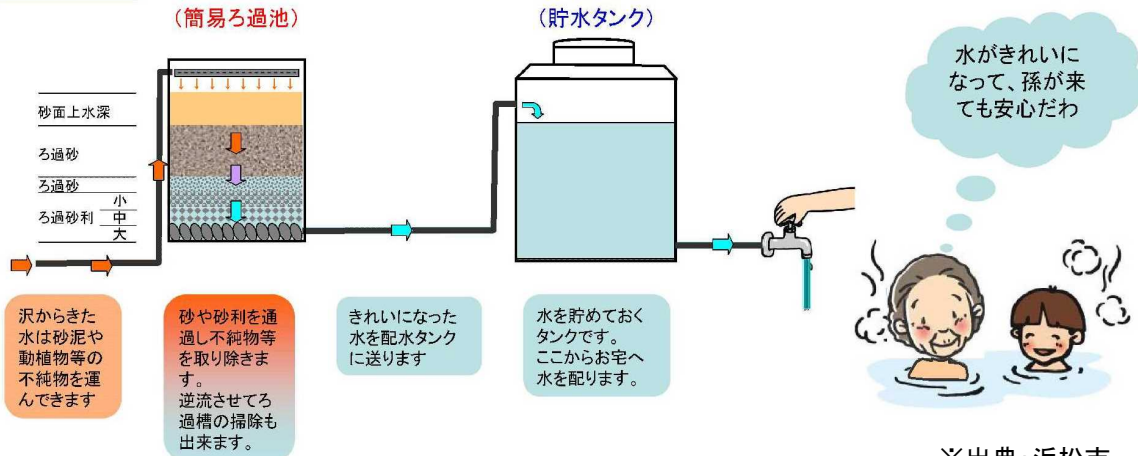 (簡易ろ過池)
(貯水タンク)
水がきれいに
なって、孫が来
ても安心だわ
砂面上水深
ろ過砂
ろ過砂
ろ過砂利
小
中
大
沢からきた
水は砂泥や
動植物等の
不純物を運
んできます
砂や砂利を通
過し不純物等
を取り除きま
す。
逆流させてろ
過槽の掃除も
出来ます。
きれいになった
水を配水タンク
に送ります
水を貯めておく
タンクです。
ここからお宅へ
水を配ります。
※出典:浜松市